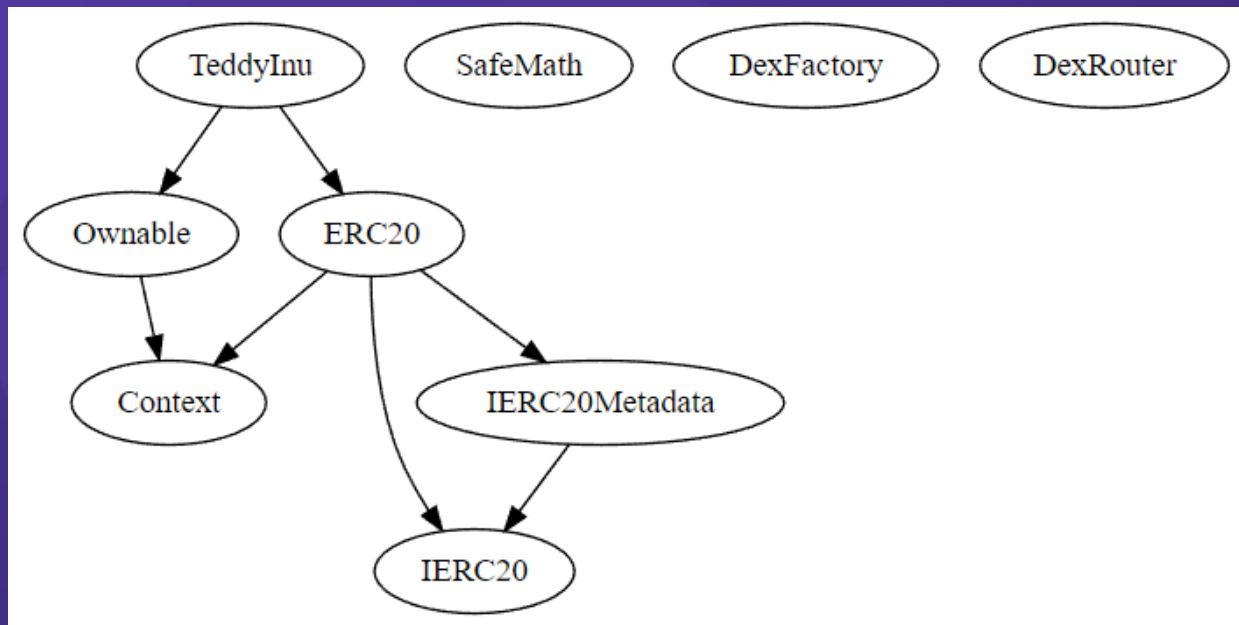 TeddyInu
SafeMath
DexFactory
DexRouter
Ownable
ERC20
Context
IERC20Metadata
IERC20